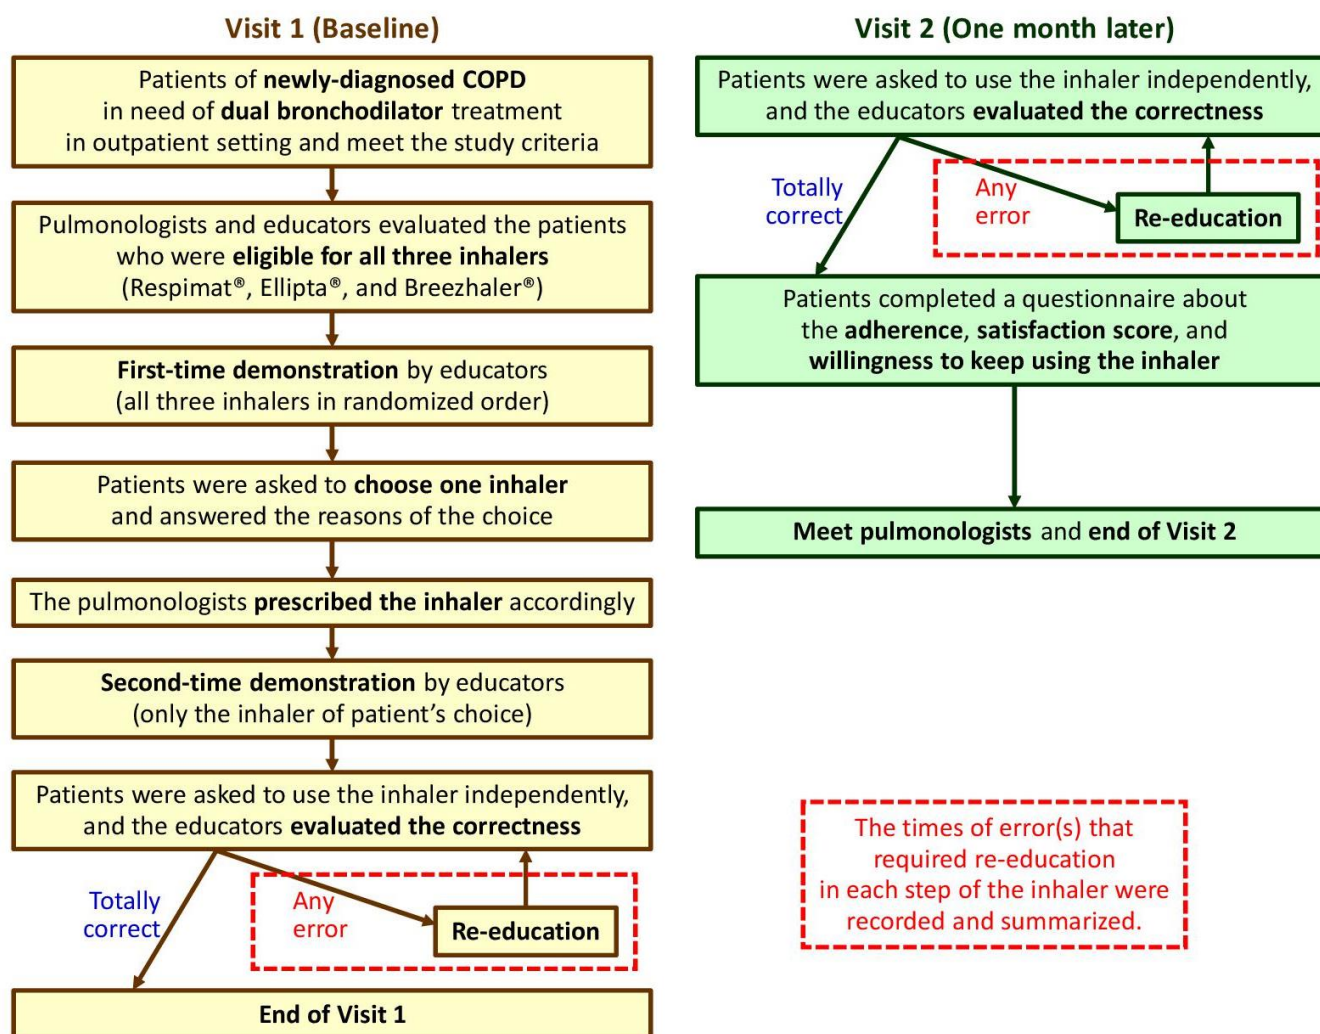 Visit 1 (Baseline)
Patients of newly-diagnosed COPD
in need of dual bronchodilator treatment
in outpatient setting and meet the study criteria
Pulmonologists and educators evaluated the patients
who were eligible for all three inhalers
(Respimat®, Ellipta®, and Breezhaler®)
First-time demonstration by educators
(all three inhalers in randomized order)
Patients were asked to choose one inhaler
and answered the reasons of the choice
The pulmonologists prescribed the inhaler accordingly
Second-time demonstration by educators
(only the inhaler of patient's choice)
Patients were asked to use the inhaler independently,
and the educators evaluated the correctness
Totally
correct
Any
error
Re-education
End of Visit 1
Visit 2 (One month later)
Patients were asked to use the inhaler independently,
and the educators evaluated the correctness
Totally
correct
Any
error
Re-education
Patients completed a questionnaire about
the adherence, satisfaction score, and
willingness to keep using the inhaler
Meet pulmonologists and end of Visit 2
The times of error(s) that
required re-education
in each step of the inhaler were
recorded and summarized.